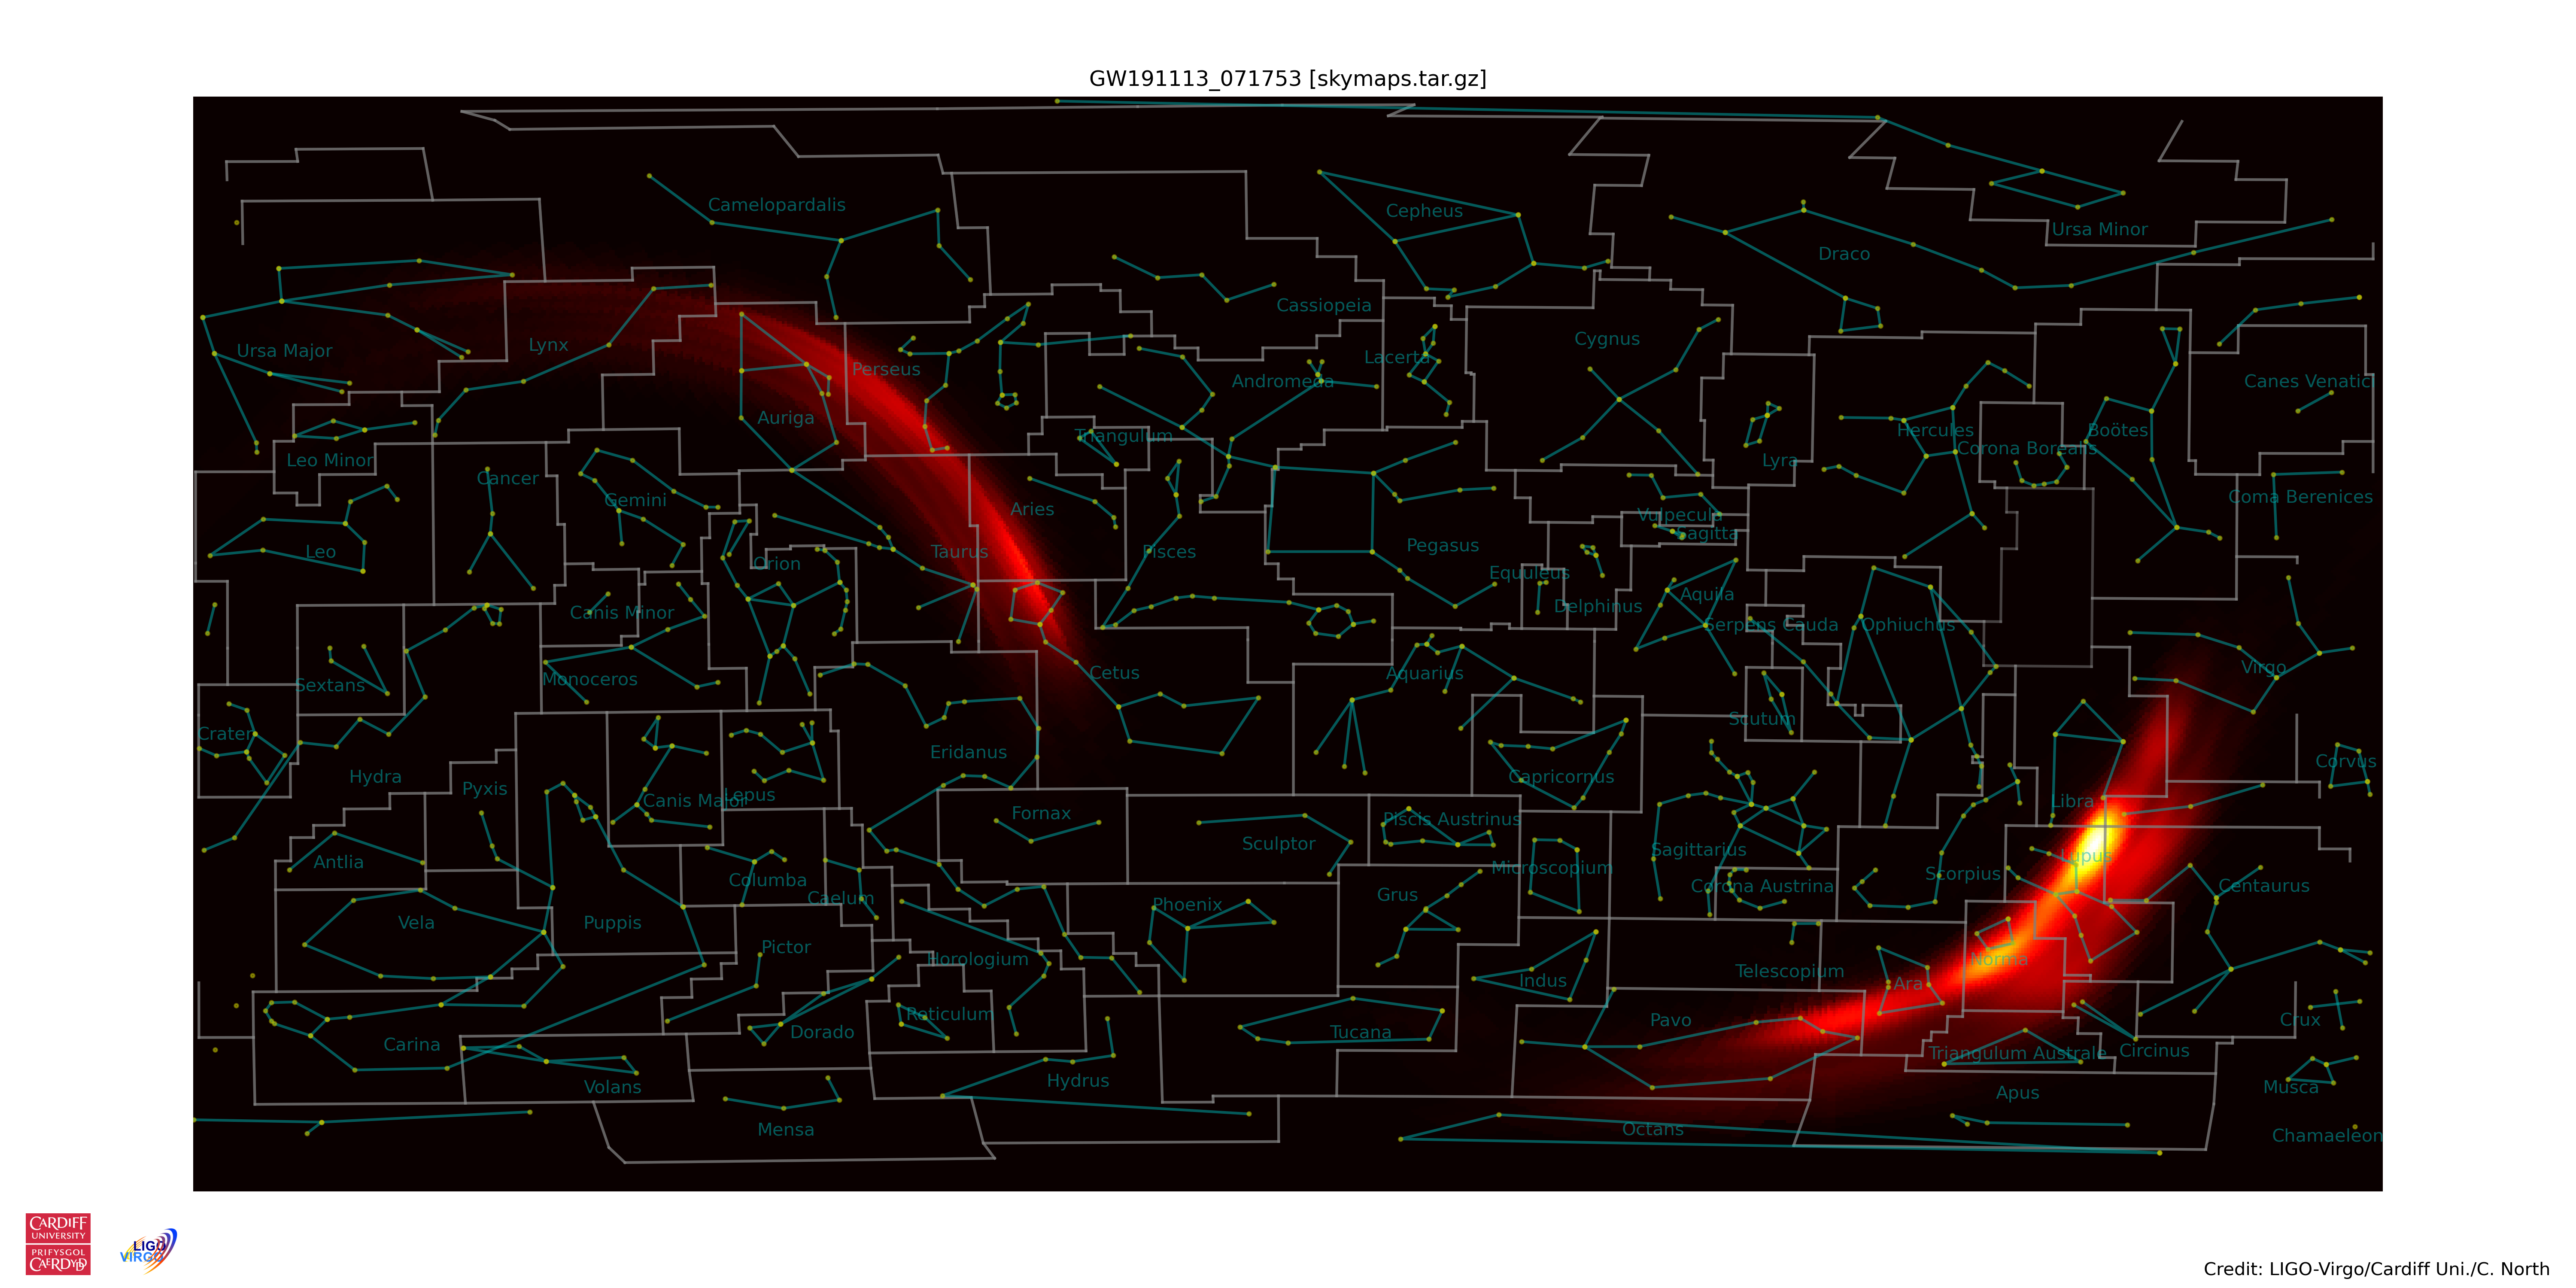 GW191113_071753 [skymaps.tar.gz]
Camelopardalis
Cepheus
Ursa Minor
Draco
Cassiopeia
Cygnus
Lynx
Ursa Major
Lacerta
Perseus
Andromeda
Canes Venatici
Auriga
Hercules
Boötes
Triangulum
Corona Borealis
Leo Minor
Lyra
Cancer
Gemini
Coma Berenices
Aries
Vulpecula
Sagitta
Leo
Taurus
Pisces
Pegasus
Orion
Equuleus
Aquila
Delphinus
Canis Minor
Serpens Cauda
Ophiuchus
Virgo
Cetus
Aquarius
Monoceros
Sextans
Scutum
Crater
Eridanus
Corvus
Hydra
Capricornus
Pyxis
Lepus
Canis Major
Libra
Fornax
Piscis Austrinus
Sculptor
Sagittarius
Lupus
Antlia
Microscopium
Scorpius
Columba
Corona Austrina
Centaurus
Grus
Caelum
Phoenix
Vela
Puppis
Pictor
Horologium
Norma
Telescopium
Indus
Ara
Reticulum
Pavo
Crux
Dorado
Tucana
Carina
Circinus
Triangulum Australe
Hydrus
Volans
Musca
Apus
Mensa
Octans
Chamaeleon
CARDIFF
UNIVERSITY
PRIFYSGOL
CAERDYDD
LIGO
VIRGO
Credit: LIGO-Virgo/Cardiff Uni./C. North